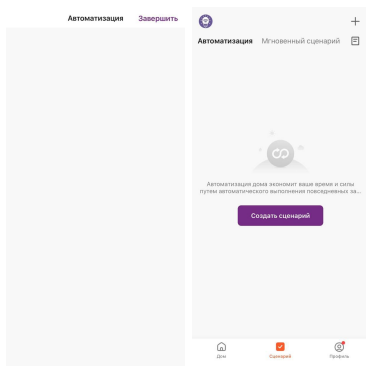 Автоматизация Завершить
Автоматизация Мгновенный сценарий
Автоматизация дома экономит ваше время и силы
путем автоматического выполнения повседневных за...
Создать сценарий
Дом Сценарий Профиль